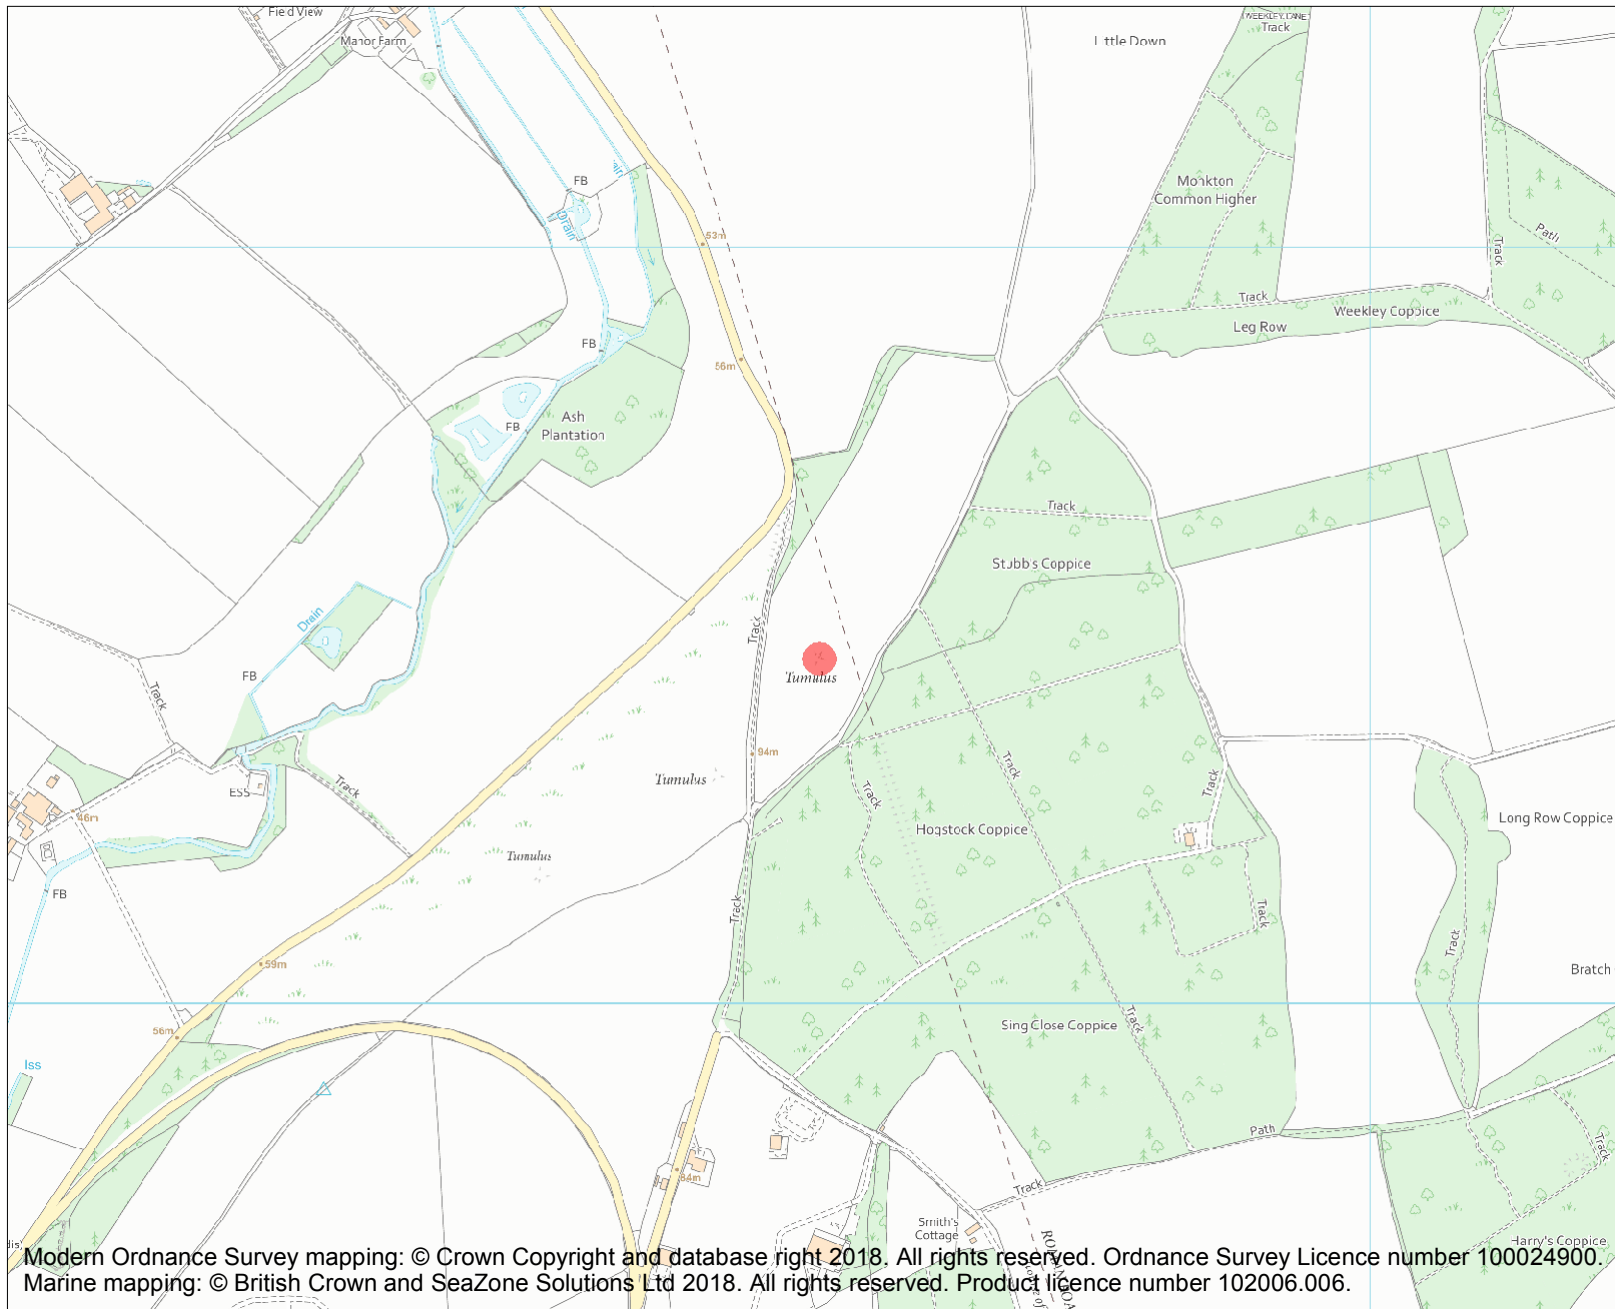 Field View
WEEKLEY LANE
Track
Manor Farm
Little Down
FB
Drain
Monkton
Common Higher
53m
Path
Track
Track
Weekley Coppice
Leg Row
FB
56m
Ash
Plantation
FB
Track
Stubb's Coppice
Drain
Track
FB
Tumulus
Track
94m
Track
Tumulus
Track
Track
ESS
Track
46m
Hogstock Coppice
Long Row Coppice
Tumulus
FB
Track
Track
Track
59m
Bratch
56m
Sing Close Coppice
Track
Iss
Path
Track
84m
Track
Smith's
Cottage
Harry's Coppice
Modern Ordnance Survey mapping: © Crown Copyright and database right 2018. All rights reserved. Ordnance Survey Licence number 100024900.
Marine mapping: © British Crown and SeaZone Solutions Ltd 2018. All rights reserved. Product Licence number 102006.006.